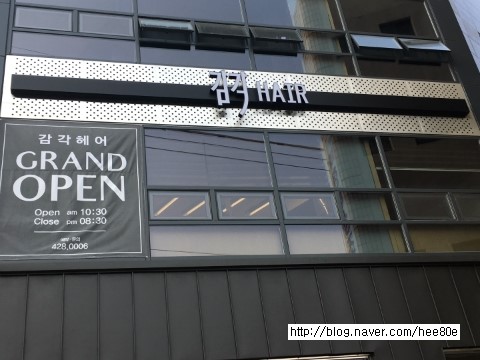 감각 HAIR
감각헤어
GRAND
OPEN
Open am 10:30
Close pm 08:30
428.0006
http://blog.naver.com/hee80e